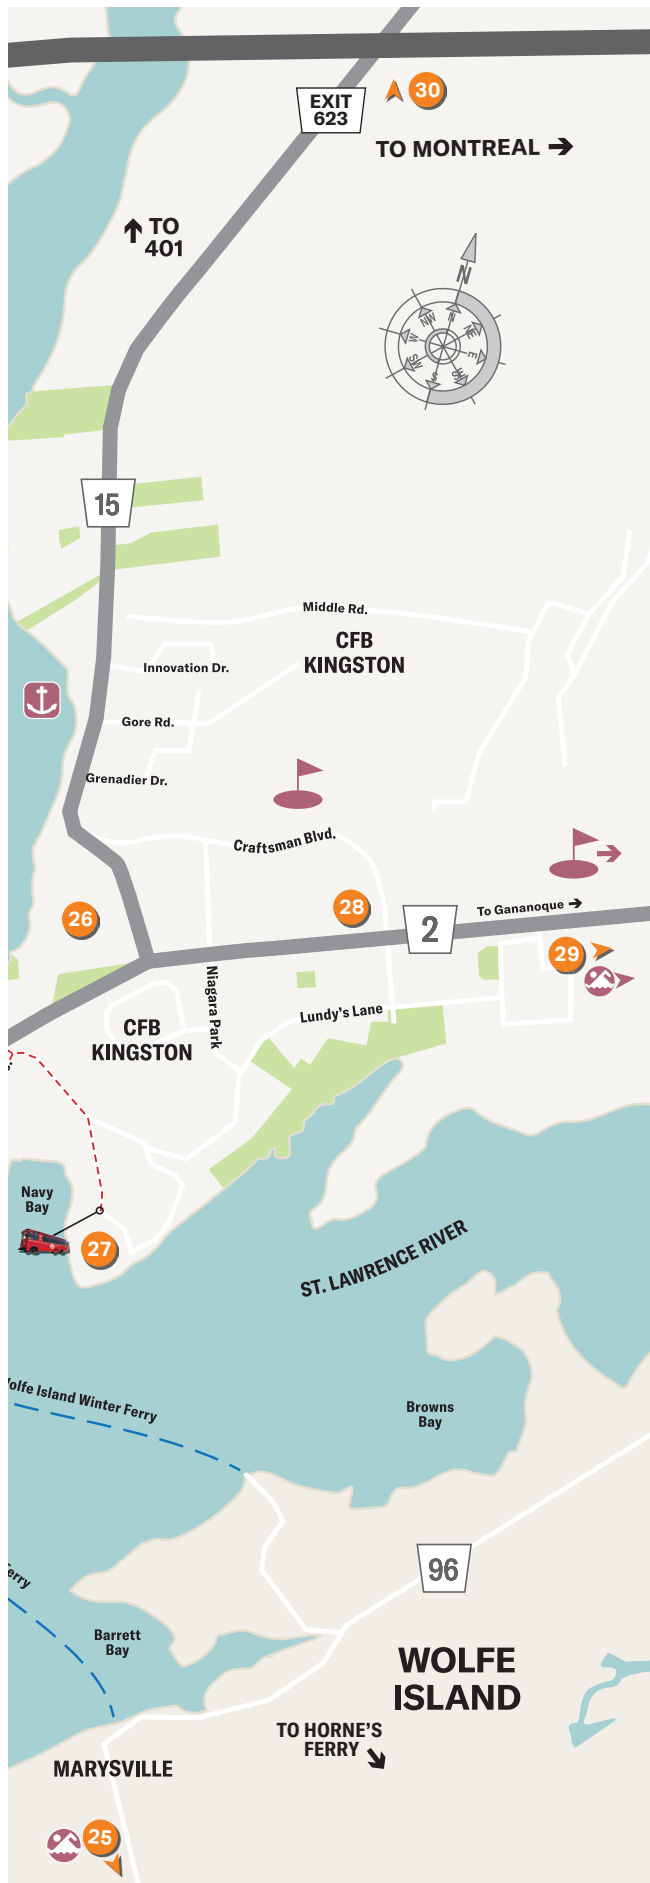 EXIT
623
30
TO MONTREAL
TO
401
N
N
NE
E
SE
S
SW
W
NW
15
Middle Rd.
CFB
KINGSTON
Innovation Dr.
Gore Rd.
Grenadier Dr.
Craftsman Blvd.
26
28
2
To Gananoque
29
Niagara Park
Lundy's Lane
CFB
KINGSTON
Navy
Bay
27
ST. LAWRENCE RIVER
Wolfe Island Winter Ferry
Browns
Bay
96
Ferry
Barrett
Bay
WOLFE
ISLAND
TO HORNE'S
FERRY
MARYSVILLE
25